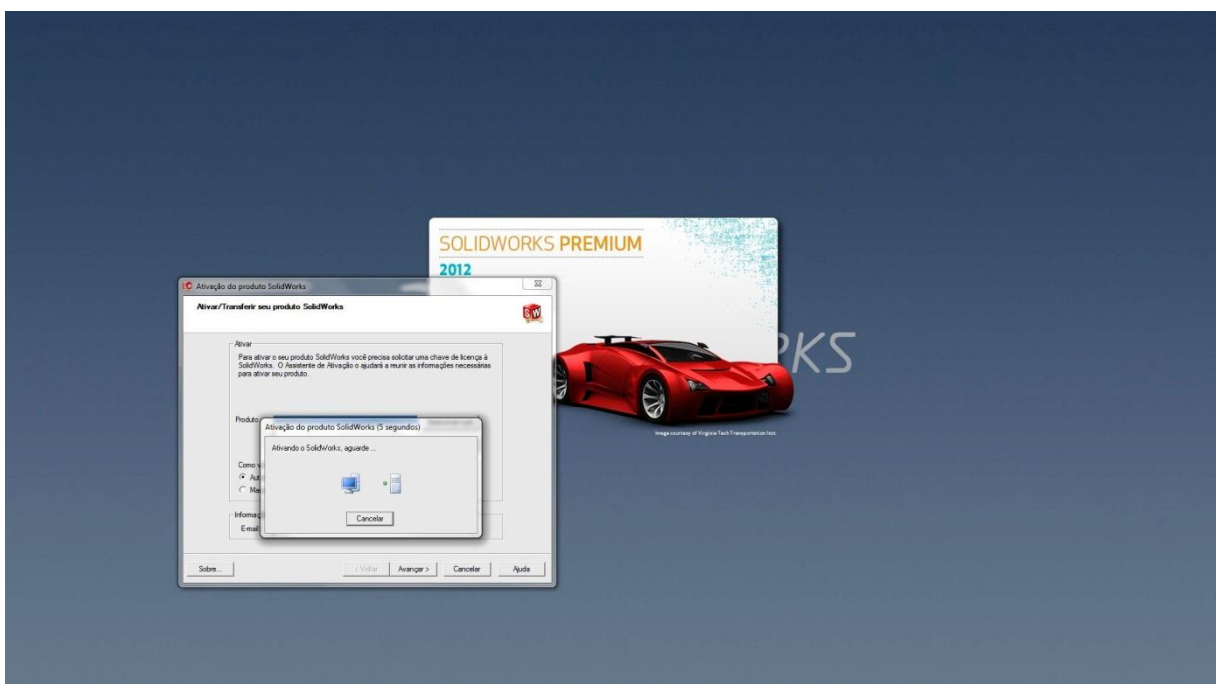 SOLIDWORKS PREMIUM
2012
Ativação do produto SolidWorks
Ativar/Transferir seu produto SolidWorks
SW
RKS
Ativar
Para ativar o seu produto SolidWorks você precisa solicitar uma chave de licença à
SolidWorks. O Assistente de Ativação o ajudará a reunir as informações necessárias
para ativar seu produto.
Produto
Ativação do produto SolidWorks (5 segundos)
Ativando o SolidWorks, aguarde ...
Image courtesy of Virginia Tech Transportation Inst.
Como v
Aut
Ma
Cancelar
Informaç
E-mail:
Sobre...
< Voltar
Avançar >
Cancelar
Ajuda